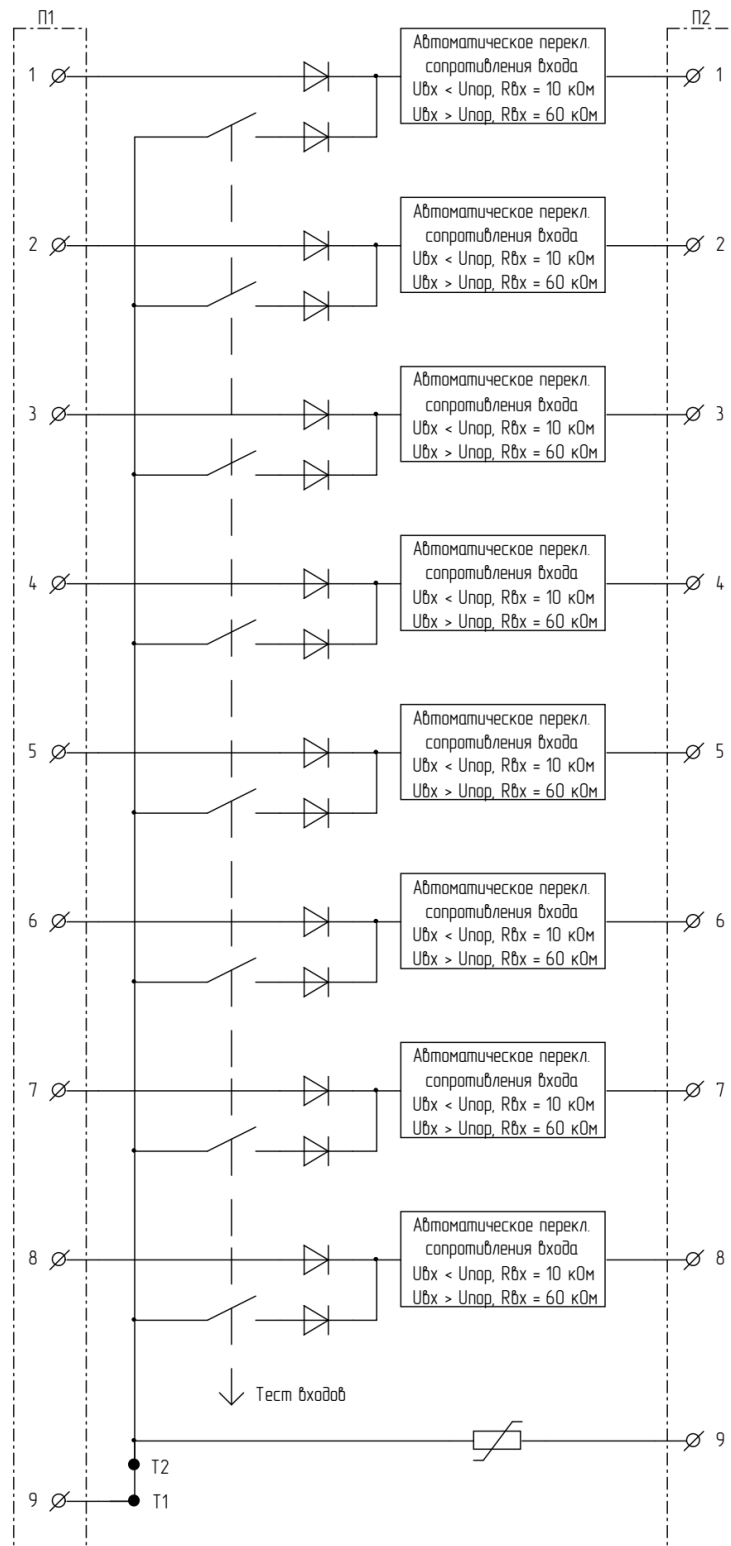 П1
П2
1
Автоматическое перекл.
сопротивления входа
Uвх < Uпор, Rвх = 10 кОм
Uвх > Uпор, Rвх = 60 кОм
1
2
Автоматическое перекл.
сопротивления входа
Uвх < Uпор, Rвх = 10 кОм
Uвх > Uпор, Rвх = 60 кОм
2
3
Автоматическое перекл.
сопротивления входа
Uвх < Uпор, Rвх = 10 кОм
Uвх > Uпор, Rвх = 60 кОм
3
4
Автоматическое перекл.
сопротивления входа
Uвх < Uпор, Rвх = 10 кОм
Uвх > Uпор, Rвх = 60 кОм
4
5
Автоматическое перекл.
сопротивления входа
Uвх < Uпор, Rвх = 10 кОм
Uвх > Uпор, Rвх = 60 кОм
5
6
Автоматическое перекл.
сопротивления входа
Uвх < Uпор, Rвх = 10 кОм
Uвх > Uпор, Rвх = 60 кОм
6
7
Автоматическое перекл.
сопротивления входа
Uвх < Uпор, Rвх = 10 кОм
Uвх > Uпор, Rвх = 60 кОм
7
8
Автоматическое перекл.
сопротивления входа
Uвх < Uпор, Rвх = 10 кОм
Uвх > Uпор, Rвх = 60 кОм
8
Тест входов
9
Т2
9
Т1